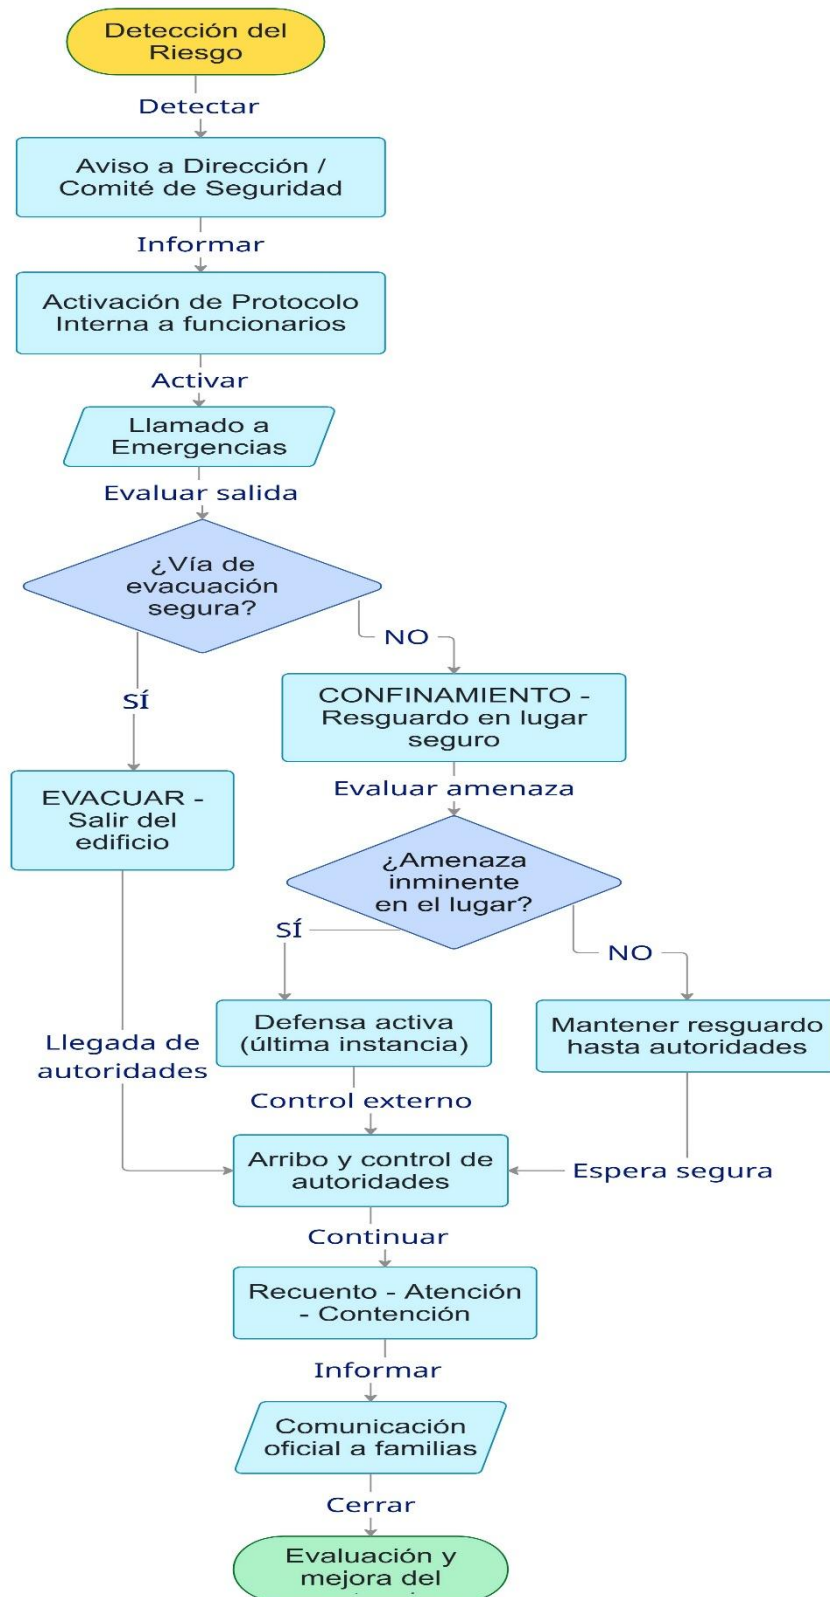 Detección del
Riesgo
Detectar
Aviso a Dirección /
Comité de Seguridad
Informar
Activación de Protocolo
Interna a funcionarios
Activar
Llamado a
Emergencias
Evaluar salida
¿Vía de
evacuación
segura?
NO
SÍ
CONFINAMIENTO -
Resguardo en lugar
seguro
EVACUAR -
Salir del
edificio
Evaluar amenaza
¿Amenaza
inminente
en el lugar?
SÍ
NO
Defensa activa
(última instancia)
Mantener resguardo
hasta autoridades
Llegada de
autoridades
Control externo
Arribo y control de
autoridades
Espera segura
Continuar
Recuento - Atención
- Contención
Informar
Comunicación
oficial a familias
Cerrar
Evaluación y
mejora del